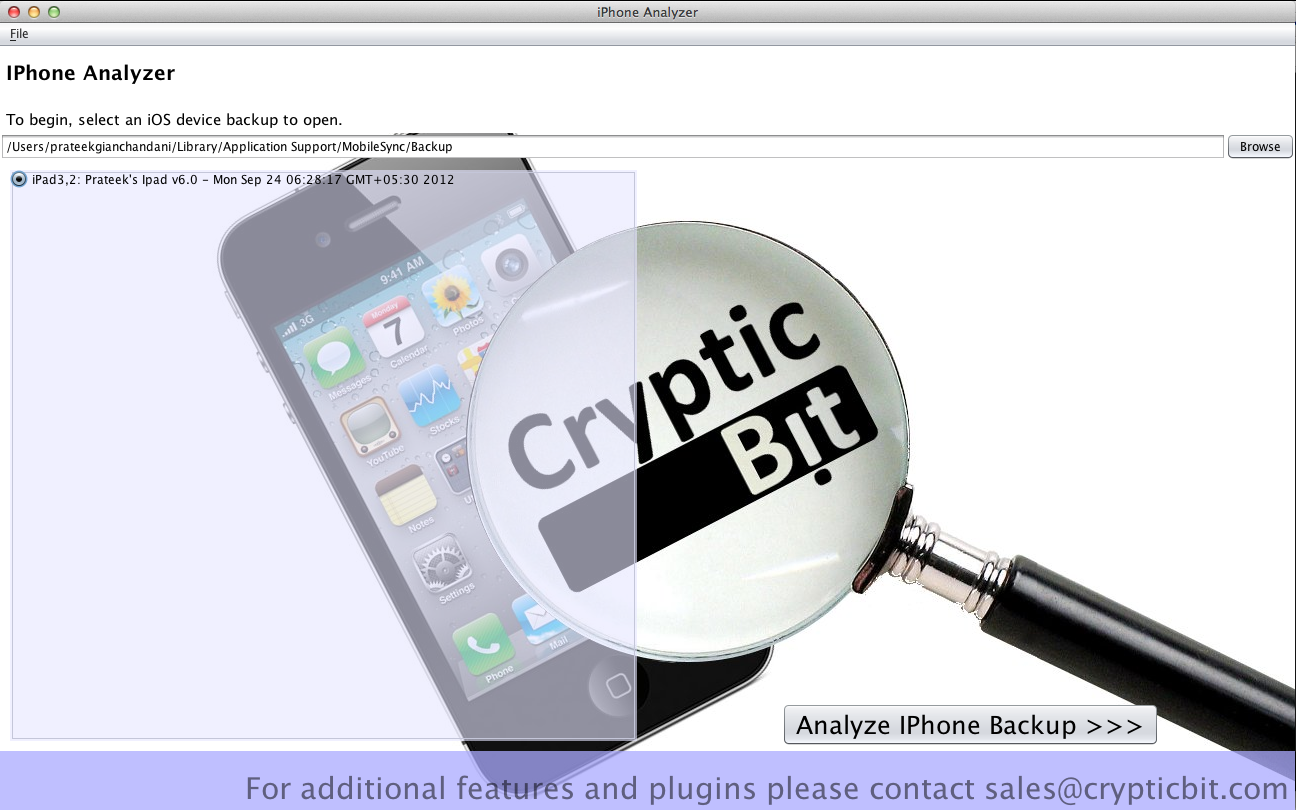 iPhone Analyzer
File
IPhone Analyzer
To begin, select an iOS device backup to open.
/Users/prateekgianchandani/Library/Application Support/MobileSync/Backup
Browse
iPad3,2: Prateek's Ipad v6.0 - Mon Sep 24 06:28:17 GMT+05:30 2012
9:41 AM
3G
Monday
7
Messages
Calendar
Photos
YouTube
Stocks
Notes
Settings
Phone
Mail
Cryptic
Bit
Analyze IPhone Backup >>>
For additional features and plugins please contact sales@crypticbit.com